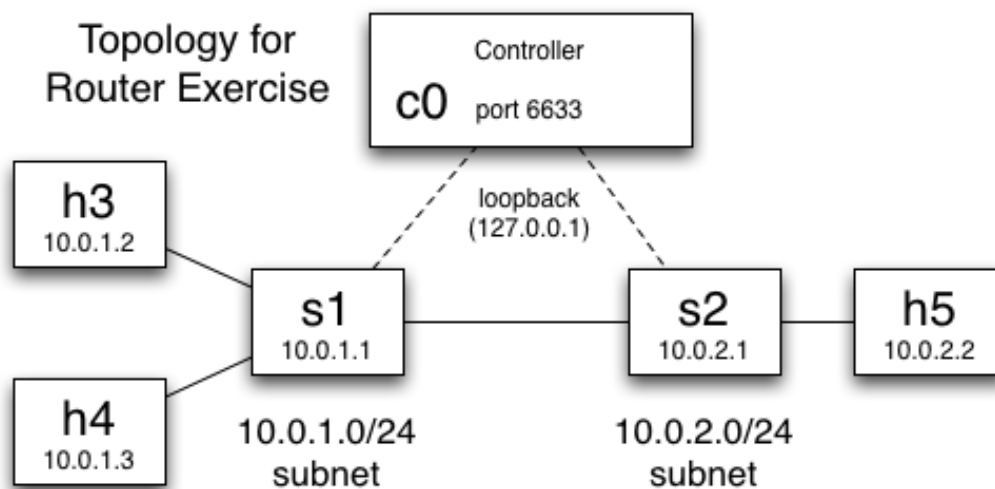 Topology for
Router Exercise
Controller
c0 port 6633
loopback
(127.0.0.1)
h3
10.0.1.2
s1
10.0.1.1
s2
10.0.2.1
h5
10.0.2.2
h4
10.0.1.3
10.0.1.0/24
subnet
10.0.2.0/24
subnet